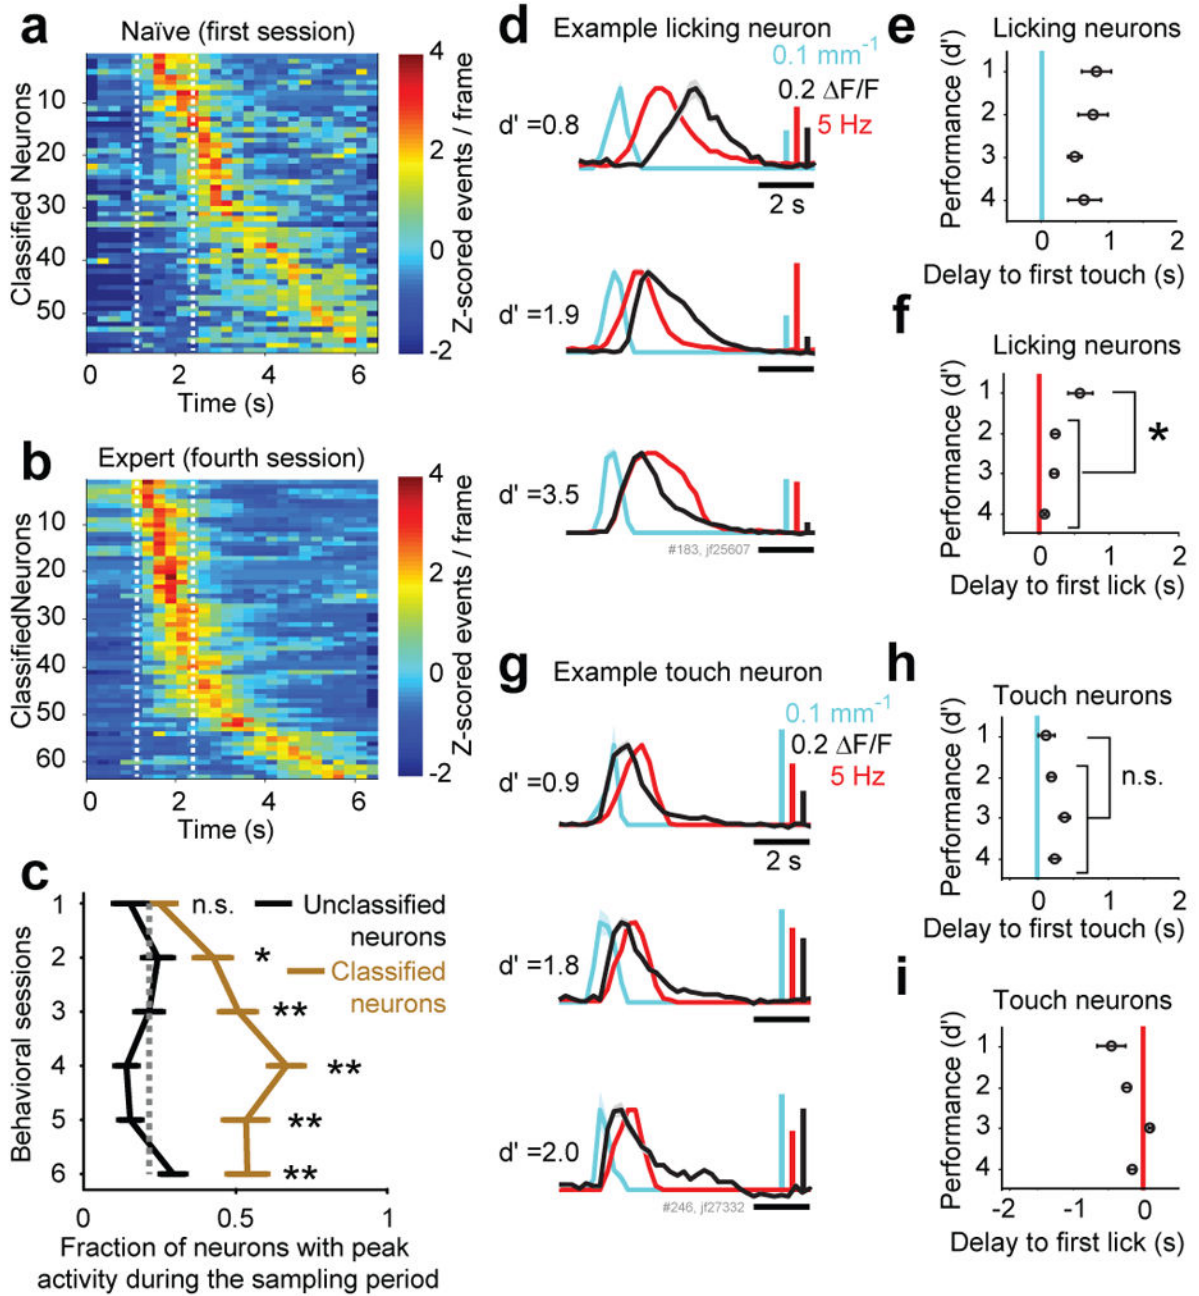 a
Naïve (first session)
Classified Neurons
10
20
30
40
50
0
2
4
6
Time (s)
4
2
0
-2
Z-scored events / frame
b
Expert (fourth session)
ClassifiedNeurons
10
20
30
40
50
60
0
2
4
6
Time (s)
4
2
0
-2
Z-scored events / frame
c
Behavioral sessions
1
2
3
4
5
6
n.s.
*
**
**
**
**
Unclassified
neurons
Classified
neurons
0
0.5
1
Fraction of neurons with peak
activity during the sampling period
d
Example licking neuron
0.1 mm⁻¹
0.2 ΔF/F
5 Hz
d' =0.8
2 s
d' =1.9
d' =3.5
#183, jf25607
e
Licking neurons
Performance (d')
1
2
3
4
0
1
2
Delay to first touch (s)
f
Licking neurons
Performance (d')
1
2
3
4
*
0
1
2
Delay to first lick (s)
g
Example touch neuron
0.1 mm⁻¹
0.2 ΔF/F
5 Hz
d' =0.9
2 s
d' =1.8
d' =2.0
#246, jf27332
h
Touch neurons
Performance (d')
1
2
3
4
n.s.
0
1
2
Delay to first touch (s)
i
Touch neurons
Performance (d')
1
2
3
4
-2
-1
0
Delay to first lick (s)